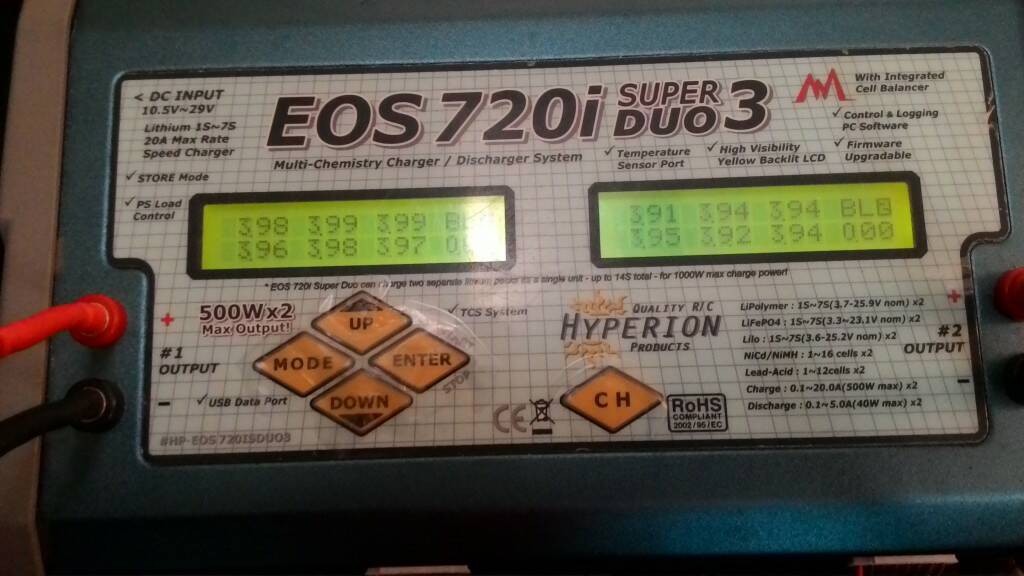 < DC INPUT
10.5V~29V
Lithium 1S~7S
20A Max Rate
Speed Charger
✓ STORE Mode
✓ PS Load
Control
EOS 720i SUPER DUO 3
Multi-Chemistry Charger / Discharger System
With Integrated
Cell Balancer
✓ Control & Logging
PC Software
✓ Temperature
Sensor Port
✓ High Visibility
Yellow Backlit LCD
✓ Firmware
Upgradable
3.98 3.99 3.99
3.96 3.98 3.97
3.91 3.94 3.94 BL0
3.95 3.92 3.94 0.00
* EOS 720i Super Duo can charge two separate packs as a single unit - up to 14S total - for 1000W max charge power!
500W x2
Max Output!
+
#1
OUTPUT
-
✓ USB Data Port
#HP-EOS720ISDUO3
✓ TCS System
UP
MODE
ENTER
DOWN
STOP
QUALITY R/C
HYPERION
PRODUCTS
CH
CE
RoHS
COMPLIANT
2002/95/EC
LiPolymer : 1S~7S(3.7-25.9V nom) x2
LiFePO4 : 1S~7S(3.3~23.1V nom) x2
LiIo : 1S~7S(3.6-25.2V nom) x2
NiCd/NiMH : 1~16 cells x2
Lead-Acid : 1~12cells x2
Charge : 0.1~20.0A(500W max) x2
Discharge : 0.1~5.0A(40W max) x2
+
#2
OUTPUT
-